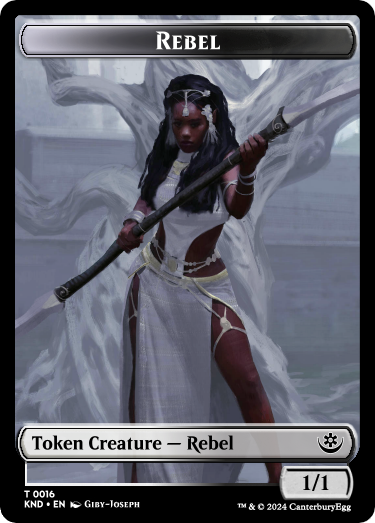 Rebel
Token Creature — Rebel
1/1
T 0016
KND • EN Giby-Joseph
™ & © 2024 CanterburyEgg